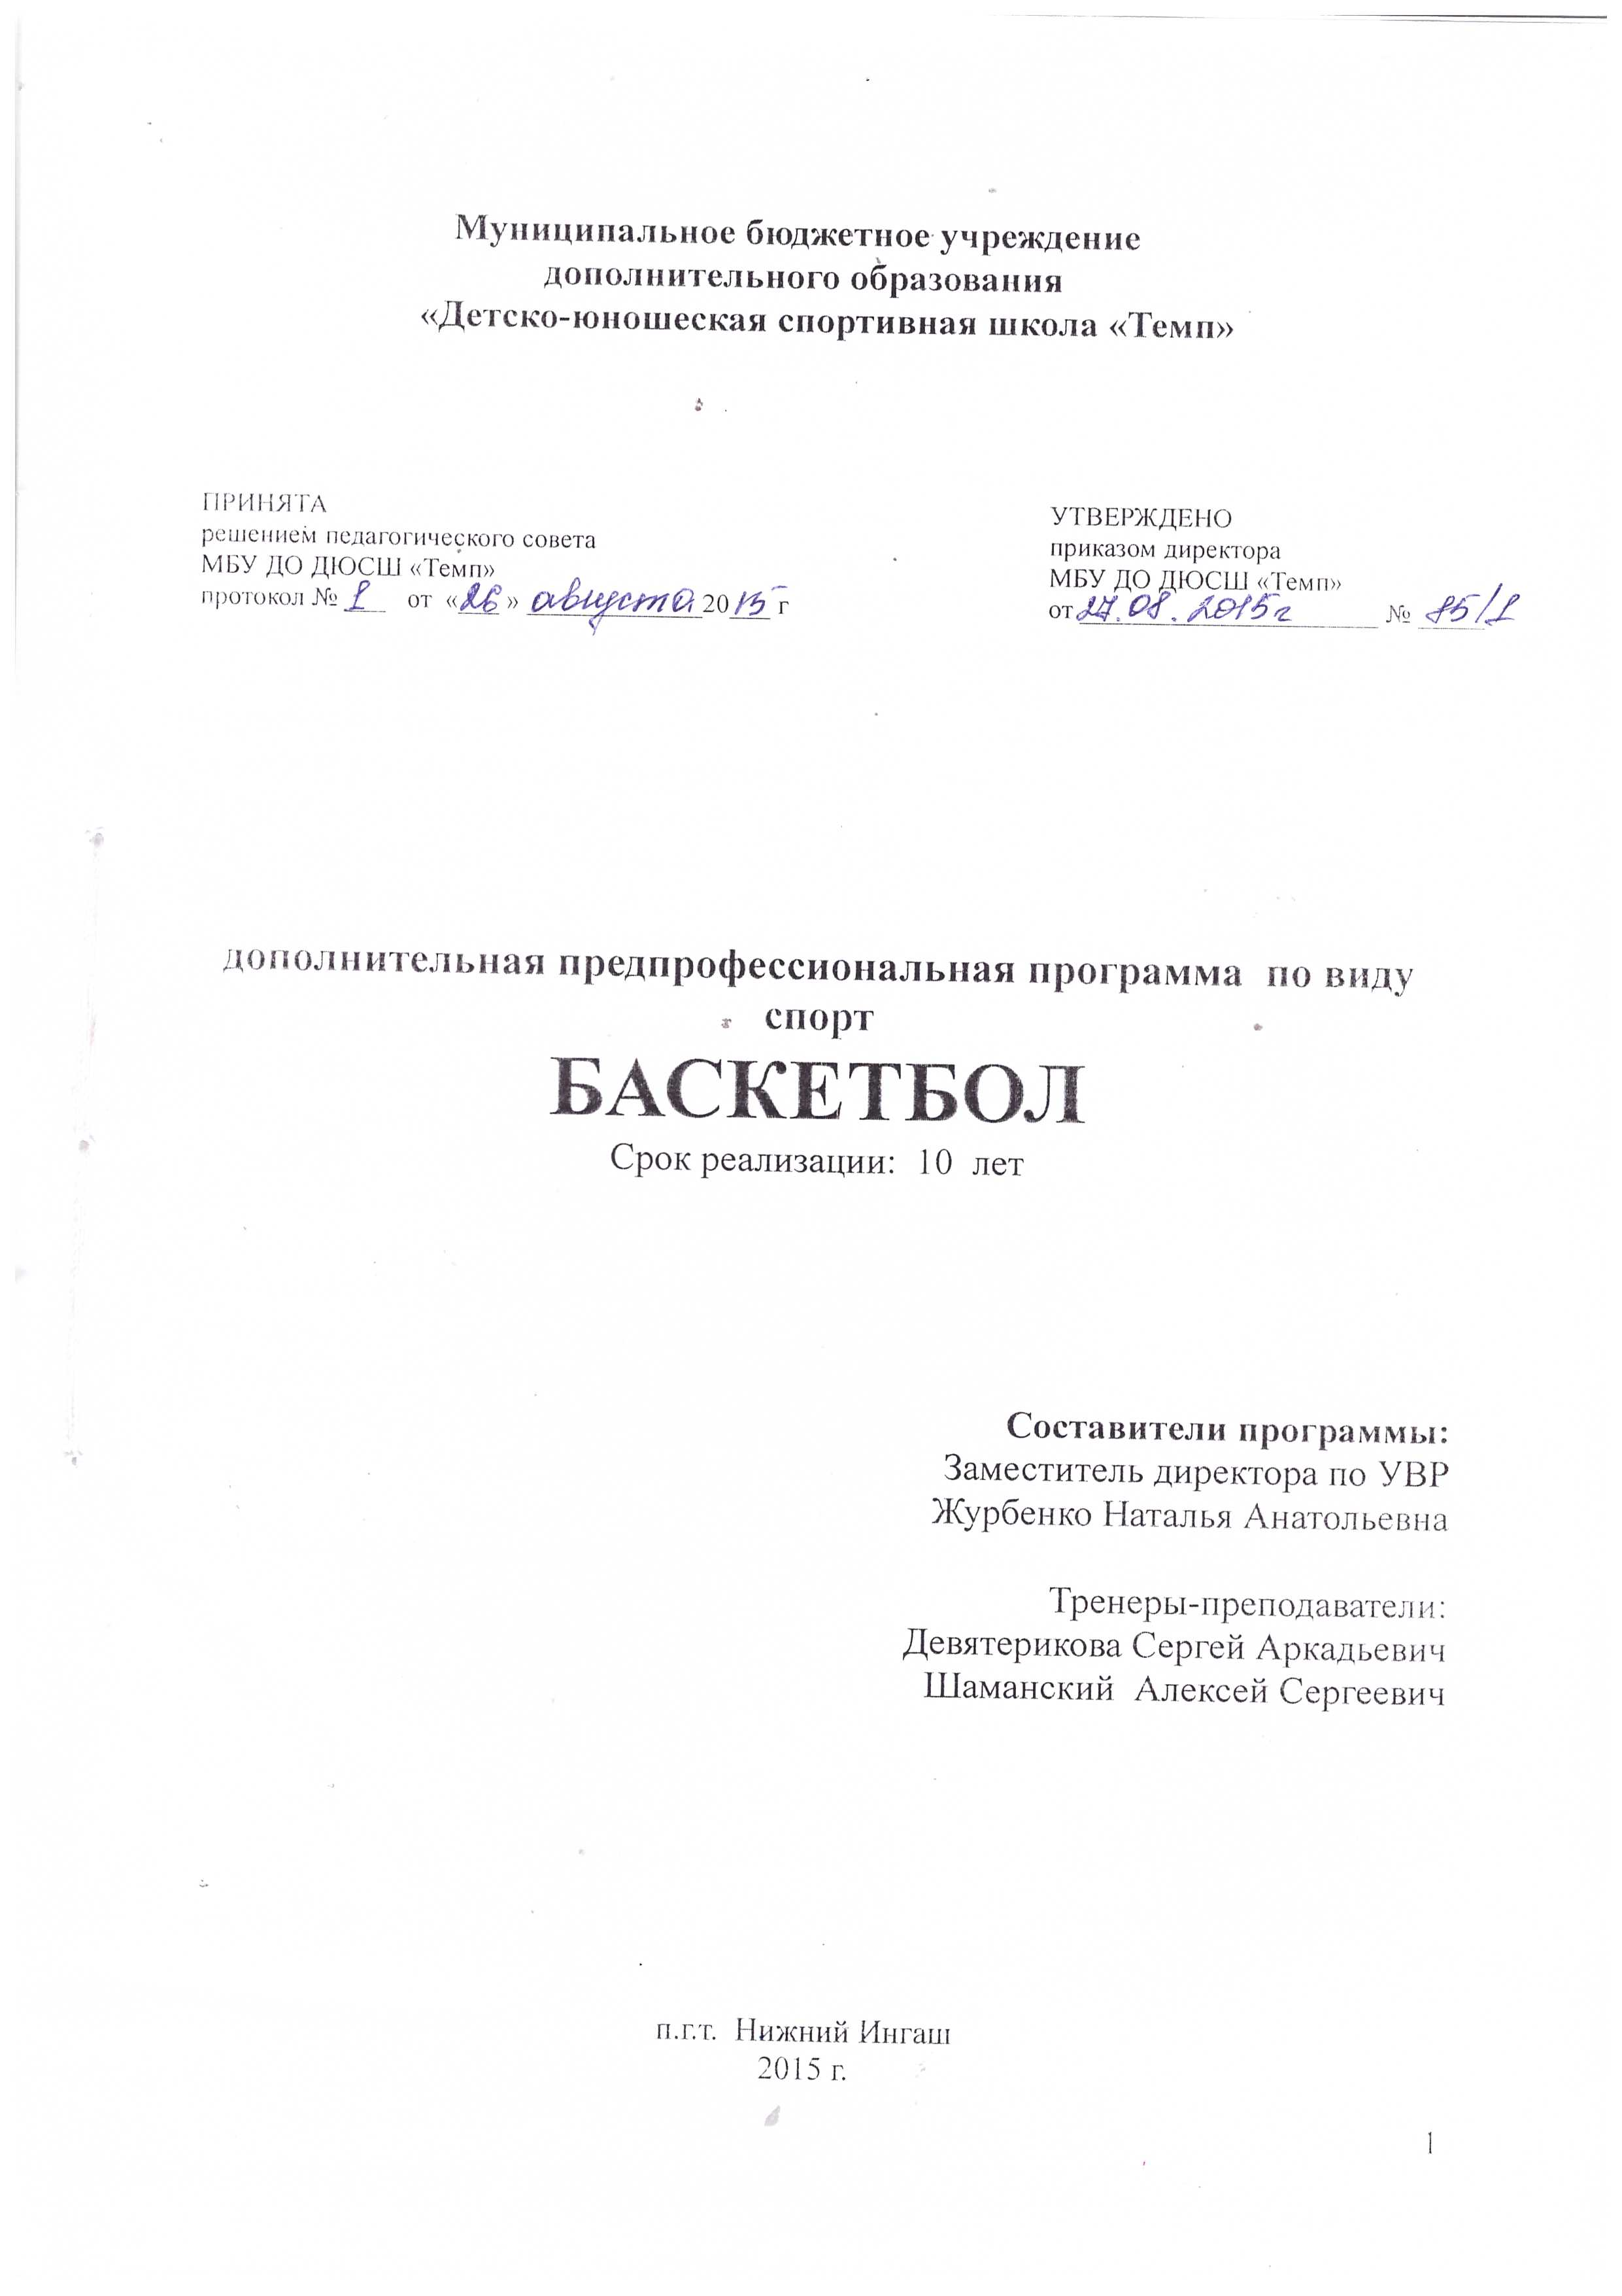 Муниципальное бюджетное учреждение
дополнительного образования
«Детско-юношеская спортивная школа «Темп»
ПРИНЯТА
решением педагогического совета
МБУ ДО ДЮСШ «Темп»
протокол № 1 от «26» августа 2015 г
УТВЕРЖДЕНО
приказом директора
МБУ ДО ДЮСШ «Темп»
от 27.08.2015г № 85/1
дополнительная предпрофессиональная программа по виду
спорт
БАСКЕТБОЛ
Срок реализации: 10 лет
Составители программы:
Заместитель директора по УВР
Журбенко Наталья Анатольевна
Тренеры-преподаватели:
Девятерикова Сергей Аркадьевич
Шаманский Алексей Сергеевич
п.г.т. Нижний Ингаш
2015 г.
1